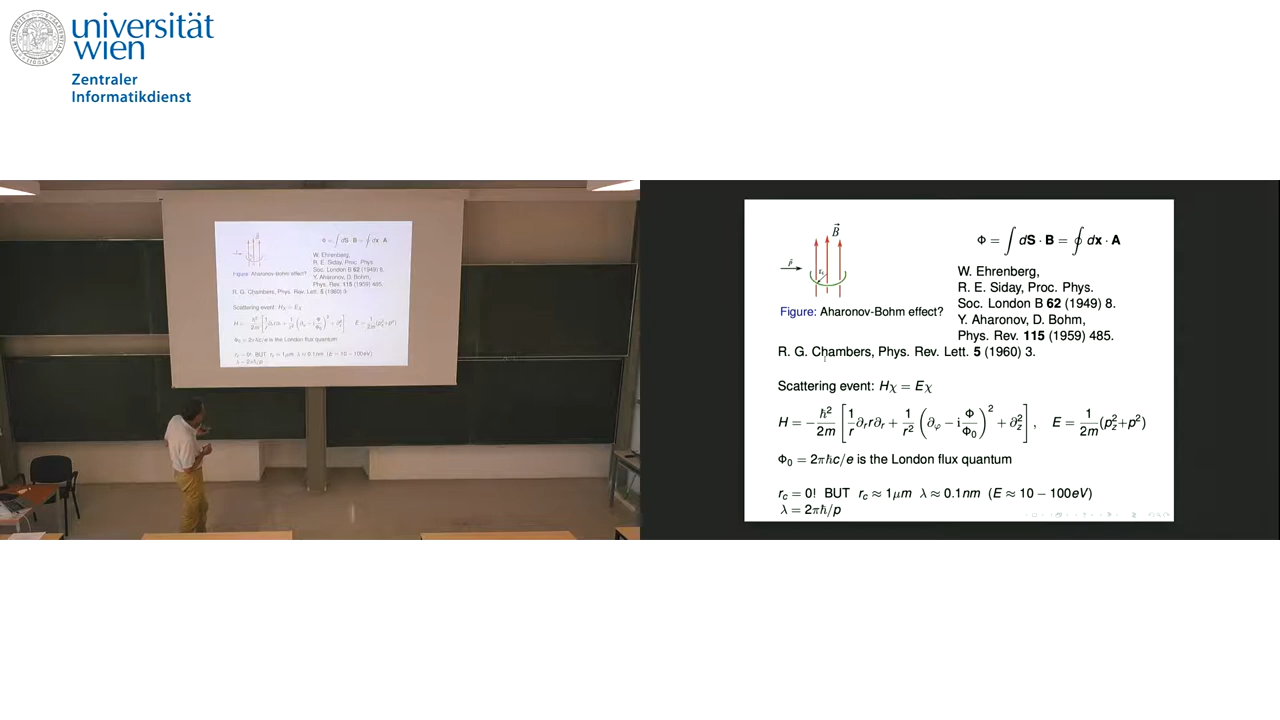 universität
wien
Zentraler
Informatikdienst
B⃗
p⃗
r_c
Figure: Aharonov-Bohm effect?
Φ = ∫ dS · B = ∮ dx · A
W. Ehrenberg,
R. E. Siday, Proc. Phys.
Soc. London B 62 (1949) 8.
Y. Aharonov, D. Bohm,
Phys. Rev. 115 (1959) 485.
R. G. Chambers, Phys. Rev. Lett. 5 (1960) 3.
Scattering event: Hχ = Eχ
H = −ℏ²/2m [1/r ∂_r r∂_r + 1/r² (∂_φ − i Φ/Φ₀)² + ∂_z²] , E = 1/2m (p_z²+p²)
Φ₀ = 2πℏc/e is the London flux quantum
r_c = 0! BUT r_c ≈ 1μm λ ≈ 0.1nm (E ≈ 10 − 100eV)
λ = 2πℏ/p